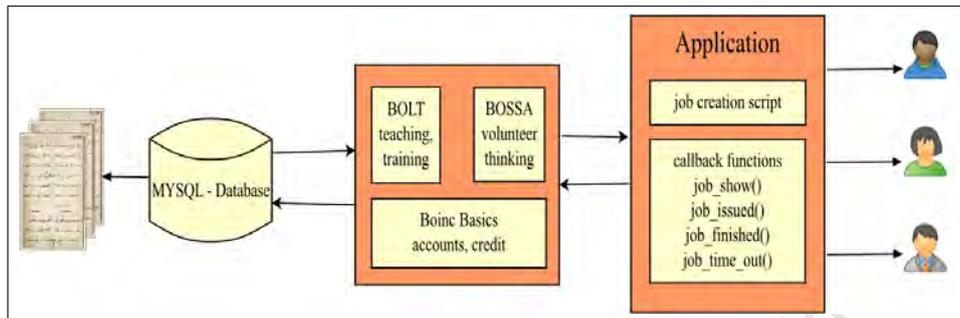 MYSQL - Database
BOLT
teaching,
training
BOSSA
volunteer
thinking
Boinc Basics
accounts, credit
Application
job creation script
callback functions
job_show()
job_issued()
job_finished()
job_time_out()